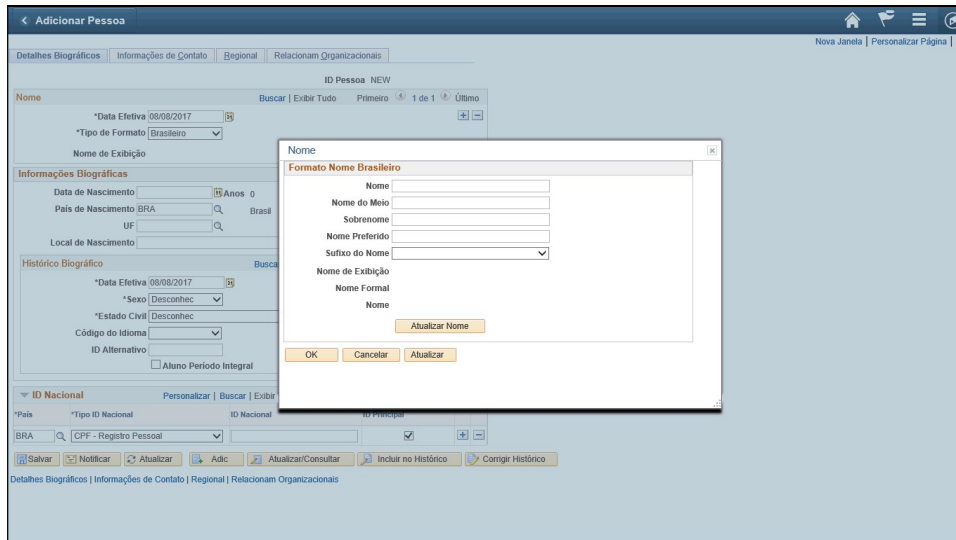 Adicionar Pessoa
Nova Janela | Personalizar Página |
Detalhes Biográficos Informações de Contato Regional Relacionam Organizacionais
ID Pessoa NEW
Nome Buscar | Exibir Tudo Primeiro 1 de 1 Último
*Data Efetiva 08/08/2017
*Tipo de Formato Brasileiro
Nome de Exibição
Informações Biográficas
Data de Nascimento Anos 0
País de Nascimento BRA Brasil
UF
Local de Nascimento
Histórico Biográfico
*Data Efetiva 08/08/2017
*Sexo Desconhec
*Estado Civil Desconhec
Código do Idioma
ID Alternativo
Aluno Período Integral
ID Nacional Personalizar | Buscar | Exibir
*País *Tipo ID Nacional ID Nacional ID Principal
BRA CPF - Registro Pessoal
Salvar Notificar Atualizar Adic Atualizar/Consultar Incluir no Histórico Corrigir Histórico
Detalhes Biográficos | Informações de Contato | Regional | Relacionam Organizacionais
Nome
Formato Nome Brasileiro
Nome
Nome do Meio
Sobrenome
Nome Preferido
Sufixo do Nome
Nome de Exibição
Nome Formal
Nome
Atualizar Nome
OK Cancelar Atualizar